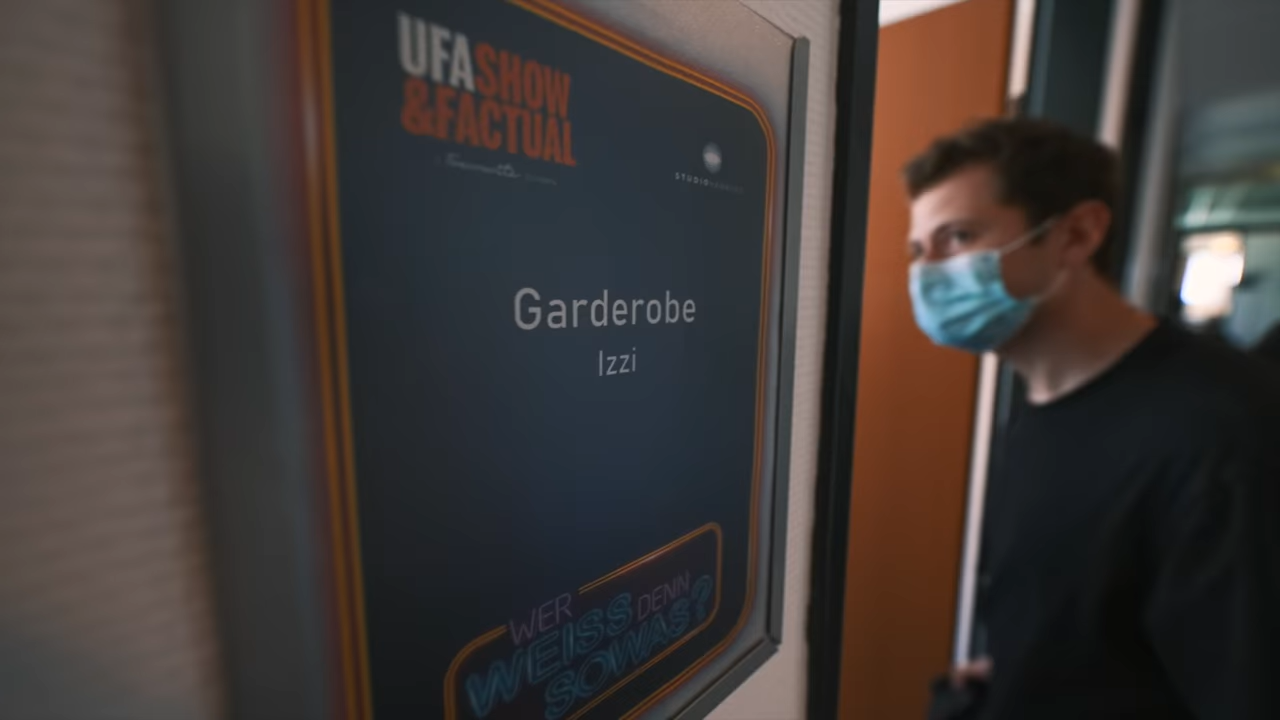 UFA SHOW
&FACTUAL
Garderobe
Izzi
WER
WEISS DENN
SOWAS?